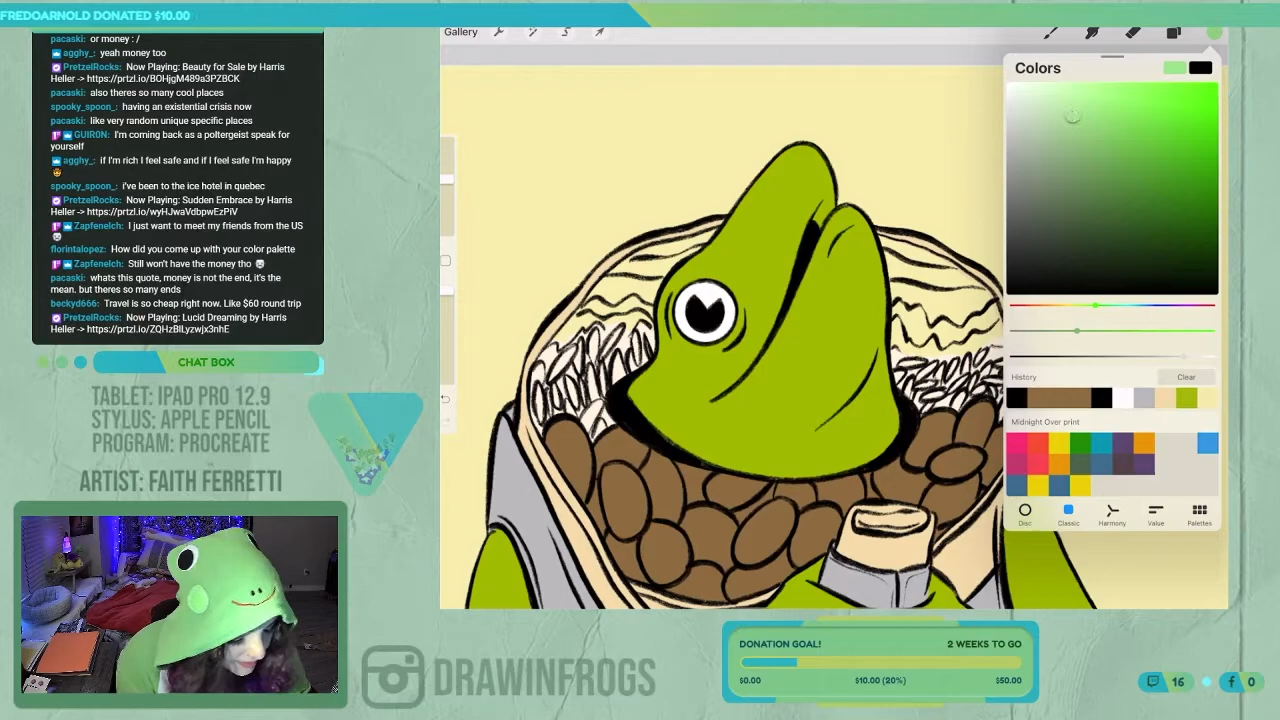 FREDOARNOLD DONATED $10.00
pacaski: or money : /
agghy_: yeah money too
PretzelRocks: Now Playing: Beauty for Sale by Harris
Heller -> https://prtzl.io/BOHjgM489a3PZBCK
pacaski: also theres so many cool places
spooky_spoon_: having an existential crisis now
pacaski: like very random unique specific places
GUIR0N: I'm coming back as a poltergeist speak for
yourself
agghy_: if I'm rich I feel safe and if I feel safe I'm happy
spooky_spoon_: i've been to the ice hotel in quebec
PretzelRocks: Now Playing: Sudden Embrace by Harris
Heller -> https://prtzl.io/wyHJwaVdbpwEzPiV
Zapfenelch: I just want to meet my friends from the US
florintalopez: How did you come up with your color palette
Zapfenelch: Still won't have the money tho
pacaski: whats this quote, money is not the end, it's the
mean. but theres so many ends
beckyd666: Travel is so cheap right now. Like $60 round trip
PretzelRocks: Now Playing: Lucid Dreaming by Harris
Heller -> https://prtzl.io/ZQHzBlLyzwjx3nhE
CHAT BOX
TABLET: IPAD PRO 12.9
STYLUS: APPLE PENCIL
PROGRAM: PROCREATE
ARTIST: FAITH FERRETTI
Gallery
Colors
History
Clear
Midnight Over print
Disc
Classic
Harmony
Value
Palettes
DRAWINFROGS
DONATION GOAL!
2 WEEKS TO GO
$0.00
$10.00 (20%)
$50.00
16
0